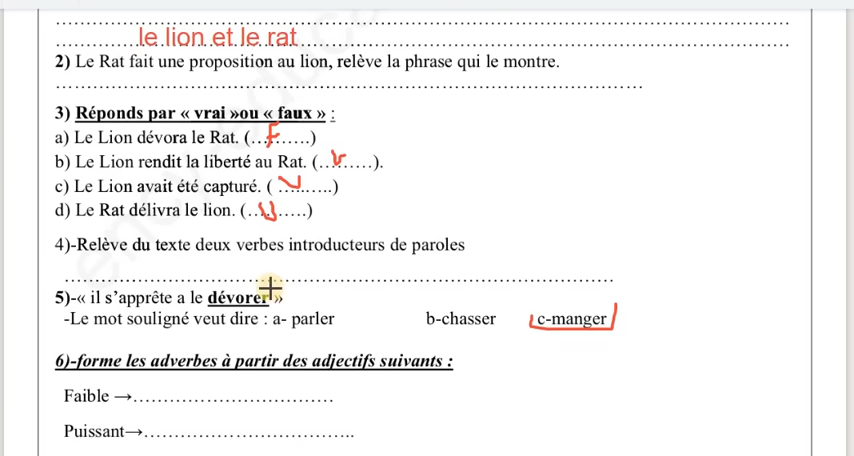 le lion et le rat
2) Le Rat fait une proposition au lion, relève la phrase qui le montre.
3) Réponds par « vrai »ou « faux » :
a) Le Lion dévora le Rat. (...F......)
b) Le Lion rendit la liberté au Rat. (...v......).
c) Le Lion avait été capturé. ( ...V......)
d) Le Rat délivra le lion. (...V......)
4)-Relève du texte deux verbes introducteurs de paroles
5)-« il s'apprête a le dévorer »
-Le mot souligné veut dire : a- parler b-chasser c-manger
6)-forme les adverbes à partir des adjectifs suivants :
Faible →.................................
Puissant→...................................